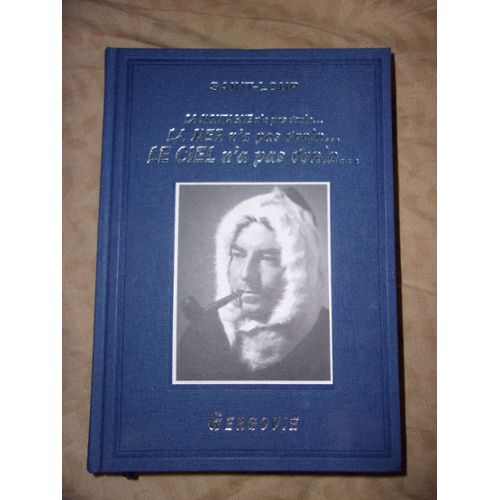 SAINT-LOUP
LA MONTAGNE n'a pas voulu...
LA MER n'a pas voulu...
LE CIEL n'a pas voulu...
GERGOVIE